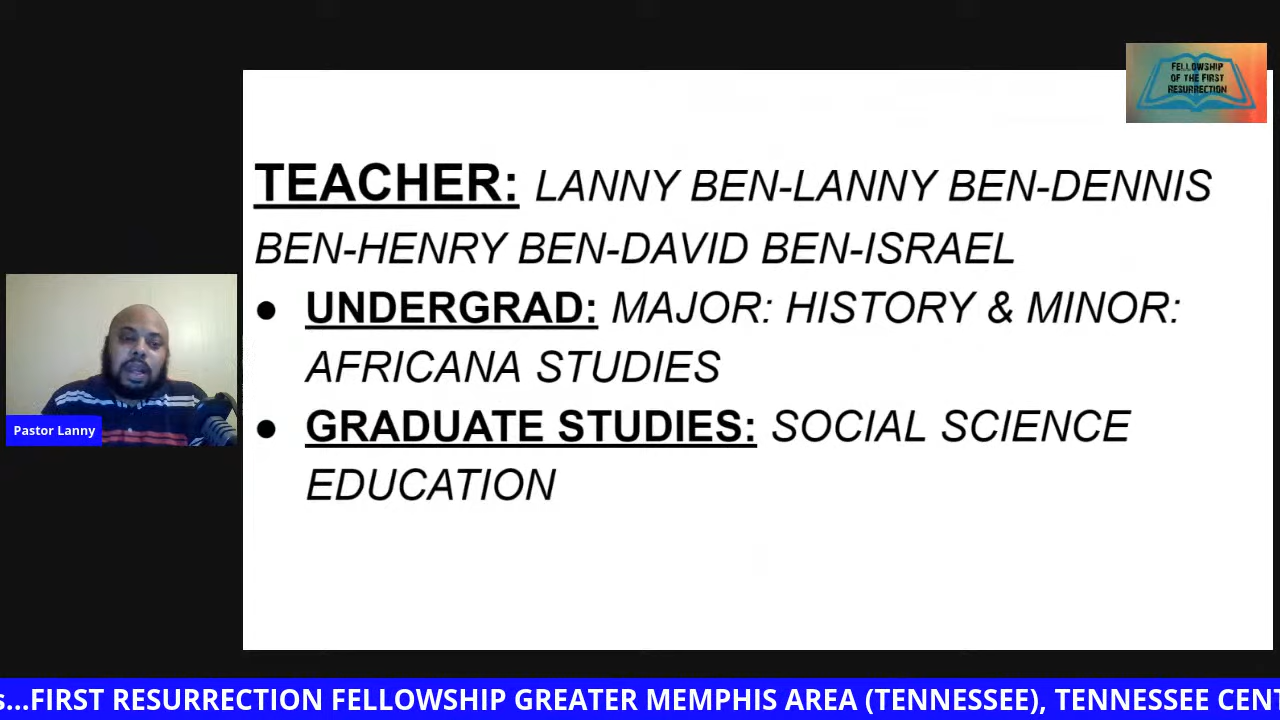 FELLOWSHIP
OF THE FIRST
RESURRECTION
TEACHER: LANNY BEN-LANNY BEN-DENNIS
BEN-HENRY BEN-DAVID BEN-ISRAEL
● UNDERGRAD: MAJOR: HISTORY & MINOR:
AFRICANA STUDIES
● GRADUATE STUDIES: SOCIAL SCIENCE
EDUCATION
Pastor Lanny
s...FIRST RESURRECTION FELLOWSHIP GREATER MEMPHIS AREA (TENNESSEE), TENNESSEE CENT